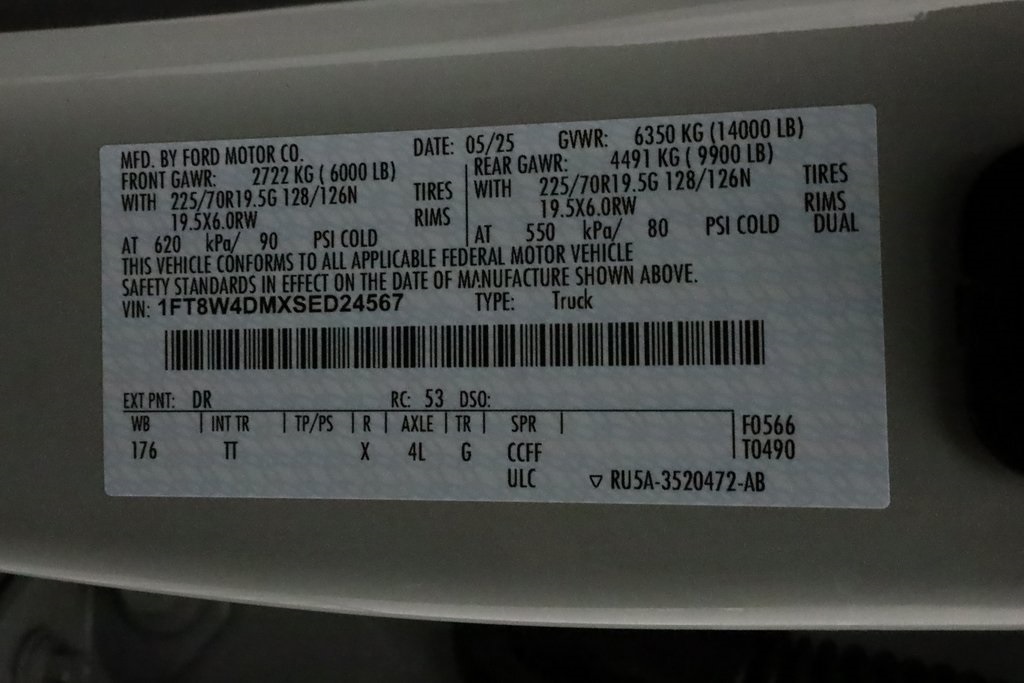 MFD. BY FORD MOTOR CO. DATE: 05/25 GVWR: 6350 KG (14000 LB)
FRONT GAWR: 2722 KG ( 6000 LB) REAR GAWR: 4491 KG ( 9900 LB)
WITH 225/70R19.5G 128/126N TIRES WITH 225/70R19.5G 128/126N TIRES
19.5X6.0RW RIMS 19.5X6.0RW RIMS
AT 620 kPa/ 90 PSI COLD AT 550 kPa/ 80 PSI COLD DUAL
THIS VEHICLE CONFORMS TO ALL APPLICABLE FEDERAL MOTOR VEHICLE
SAFETY STANDARDS IN EFFECT ON THE DATE OF MANUFACTURE SHOWN ABOVE.
VIN: 1FT8W4DMXSED24567 TYPE: Truck
EXT PNT: DR RC: 53 DSO:
WB INT TR TP/PS R AXLE TR SPR F0566
176 TT X 4L G CCFF T0490
ULC ▽ RU5A-3520472-AB